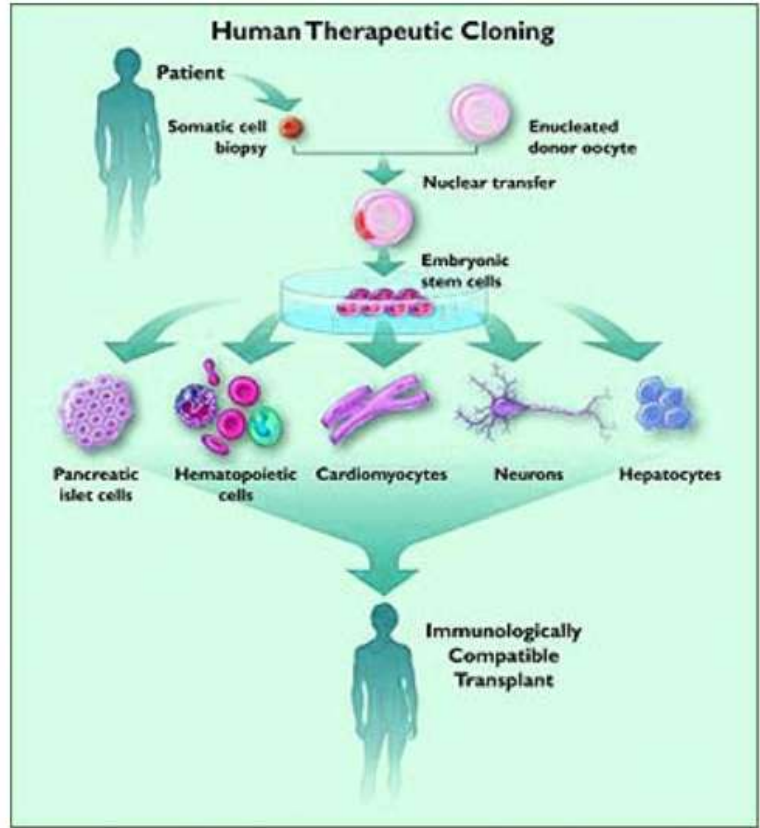 Human Therapeutic Cloning
Patient
Somatic cell
biopsy
Enucleated
donor oocyte
Nuclear transfer
Embryonic
stem cells
Pancreatic
islet cells
Hematopoietic
cells
Cardiomyocytes
Neurons
Hepatocytes
Immunologically
Compatible
Transplant